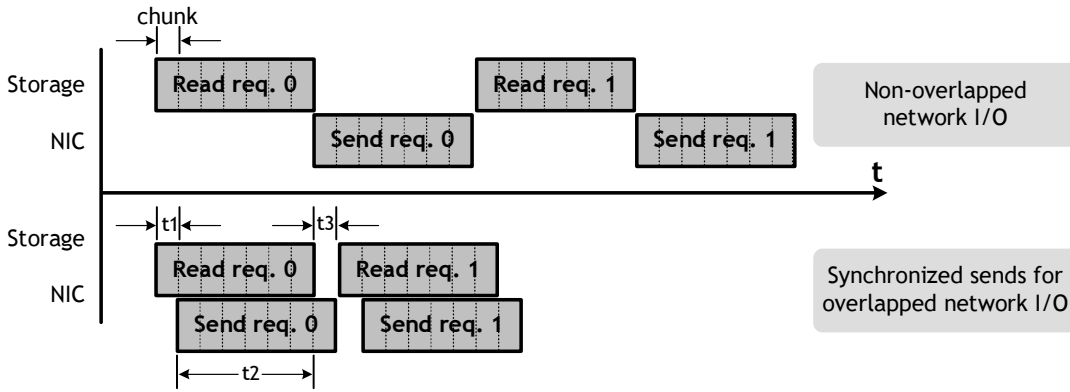 chunk
Storage
Read req. 0
Read req. 1
Non-overlapped
network I/O
NIC
Send req. 0
Send req. 1
t
t1
t3
Storage
Read req. 0
Read req. 1
NIC
Send req. 0
Send req. 1
Synchronized sends for
overlapped network I/O
t2